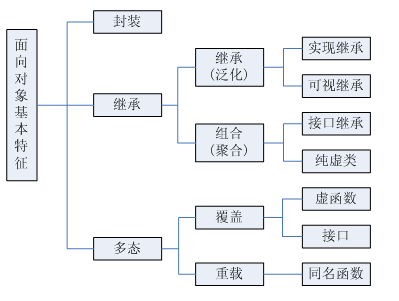 面向对象基本特征
封装
继承
继承
（泛化）
实现继承
可视继承
组合
（聚合）
接口继承
纯虚类
多态
覆盖
虚函数
接口
重载
同名函数